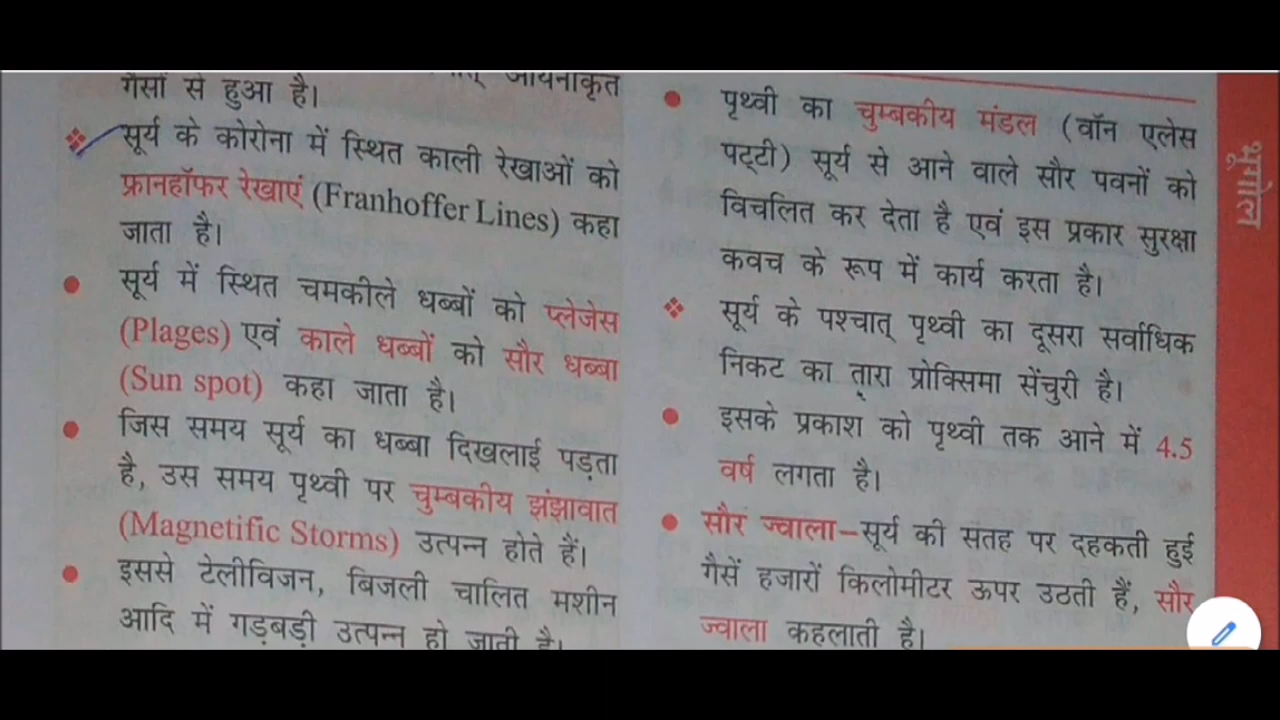 गैसों से हुआ है।
सूर्य के कोरोना में स्थित काली रेखाओं को
फ्रानहॉफर रेखाएं (Franhoffer Lines) कहा
जाता है।
सूर्य में स्थित चमकीले धब्बों को प्लेजेस
(Plages) एवं काले धब्बों को सौर धब्बा
(Sun spot) कहा जाता है।
जिस समय सूर्य का धब्बा दिखलाई पड़ता
है, उस समय पृथ्वी पर चुम्बकीय झंझावात
(Magnetific Storms) उत्पन्न होते हैं।
इससे टेलीविजन, बिजली चालित मशीन
आदि में गड़बड़ी उत्पन्न हो जाती है।
पृथ्वी का चुम्बकीय मंडल (वॉन एलेस
पट्टी) सूर्य से आने वाले सौर पवनों को
विचलित कर देता है एवं इस प्रकार सुरक्षा
कवच के रूप में कार्य करता है।
सूर्य के पश्चात् पृथ्वी का दूसरा सर्वाधिक
निकट का तारा प्रोक्सिमा सेंचुरी है।
इसके प्रकाश को पृथ्वी तक आने में 4.5
वर्ष लगता है।
सौर ज्वाला–सूर्य की सतह पर दहकती हुई
गैसें हजारों किलोमीटर ऊपर उठती हैं, सौर
ज्वाला कहलाती है।
भूगोल